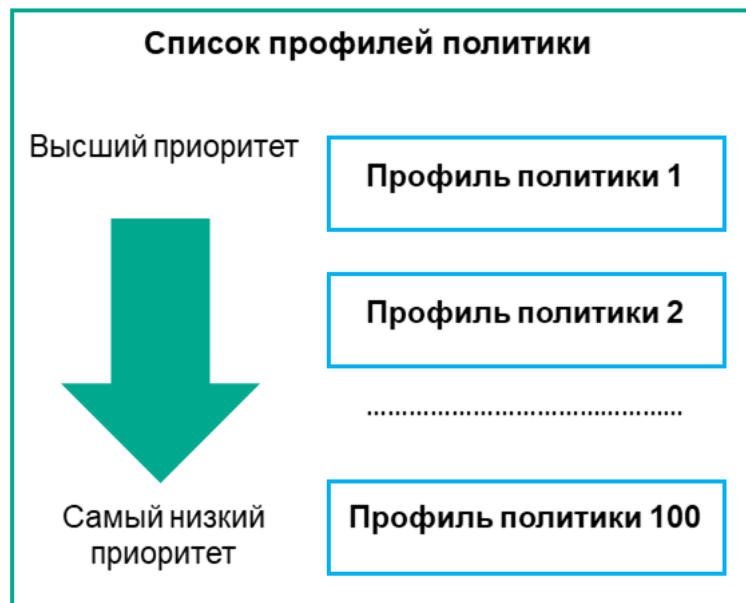 Список профилей политики
Высший приоритет
Профиль политики 1
Профиль политики 2
................................................
Самый низкий
приоритет
Профиль политики 100